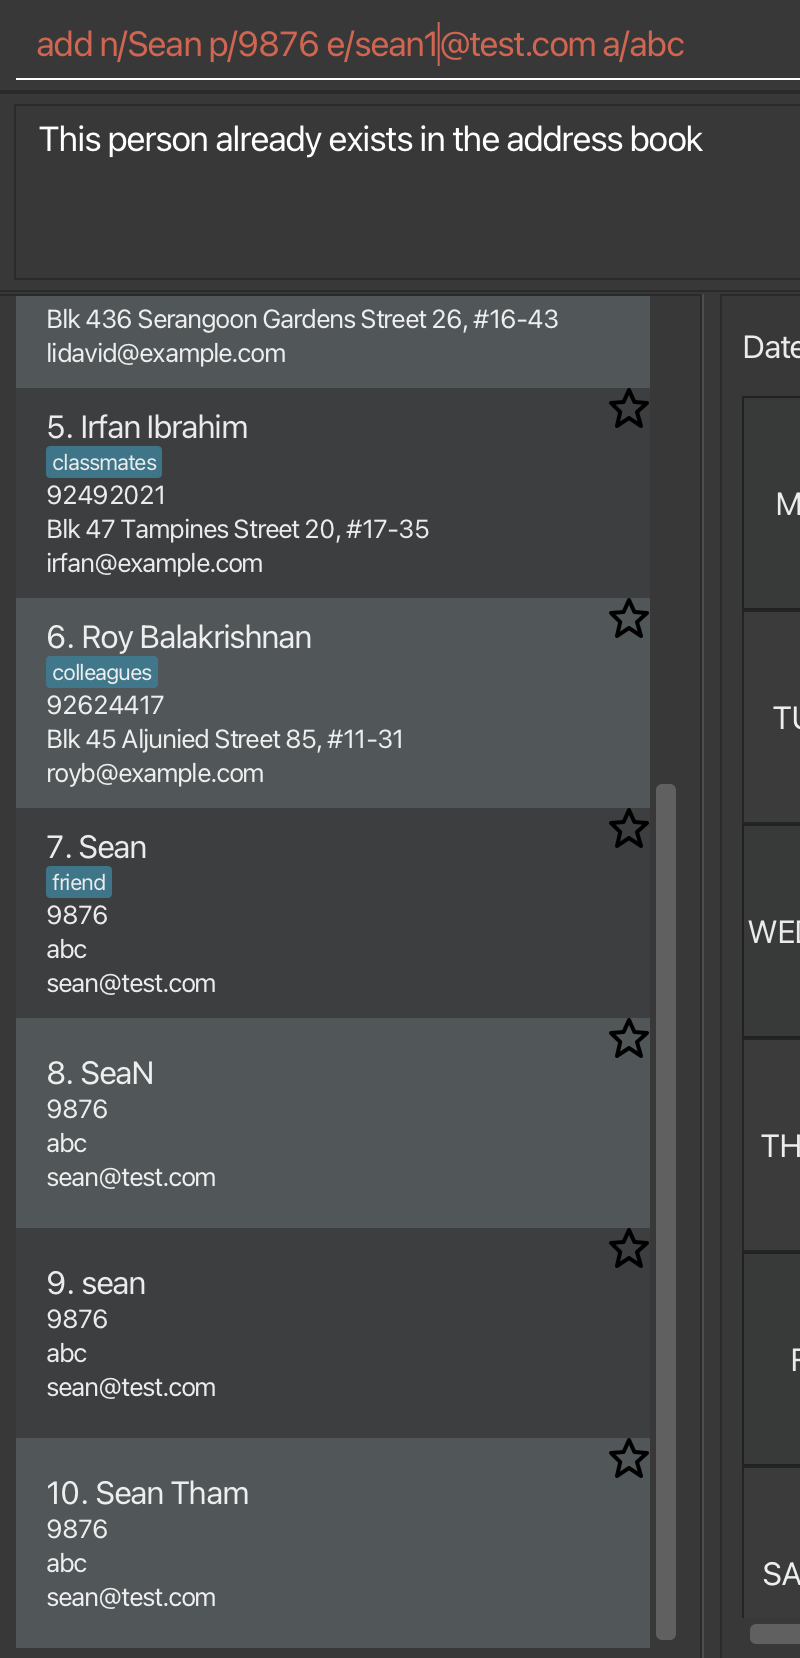 add n/Sean p/9876 e/sean1@test.com a/abc
This person already exists in the address book
Blk 436 Serangoon Gardens Street 26, #16-43
lidavid@example.com
5. Irfan Ibrahim
classmates
92492021
Blk 47 Tampines Street 20, #17-35
irfan@example.com
6. Roy Balakrishnan
colleagues
92624417
Blk 45 Aljunied Street 85, #11-31
royb@example.com
7. Sean
friend
9876
abc
sean@test.com
8. SeaN
9876
abc
sean@test.com
9. sean
9876
abc
sean@test.com
10. Sean Tham
9876
abc
sean@test.com
Date
M
TU
WE
TH
F
SA